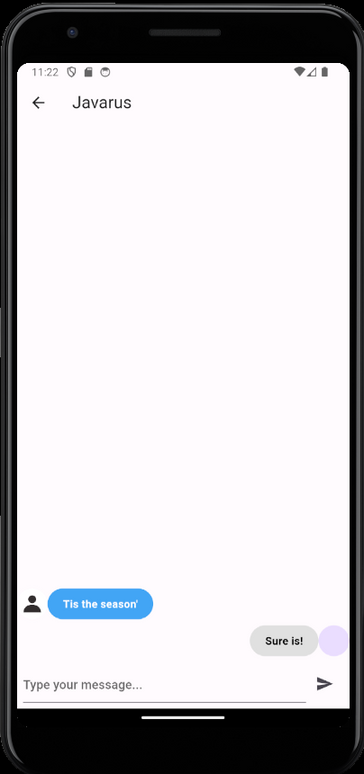 11:22
Javarus
Tis the season'
Sure is!
Type your message...